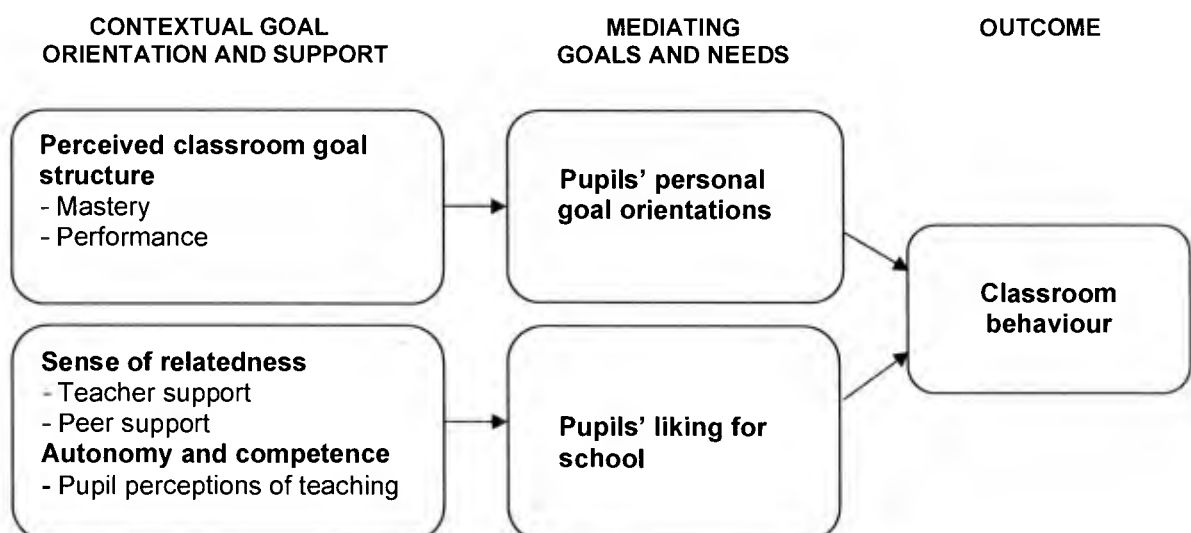 CONTEXTUAL GOAL
ORIENTATION AND SUPPORT
MEDIATING
GOALS AND NEEDS
OUTCOME
Perceived classroom goal
structure
- Mastery
- Performance
Pupils' personal
goal orientations
Classroom
behaviour
Sense of relatedness
- Teacher support
- Peer support
Autonomy and competence
- Pupil perceptions of teaching
Pupils' liking for
school